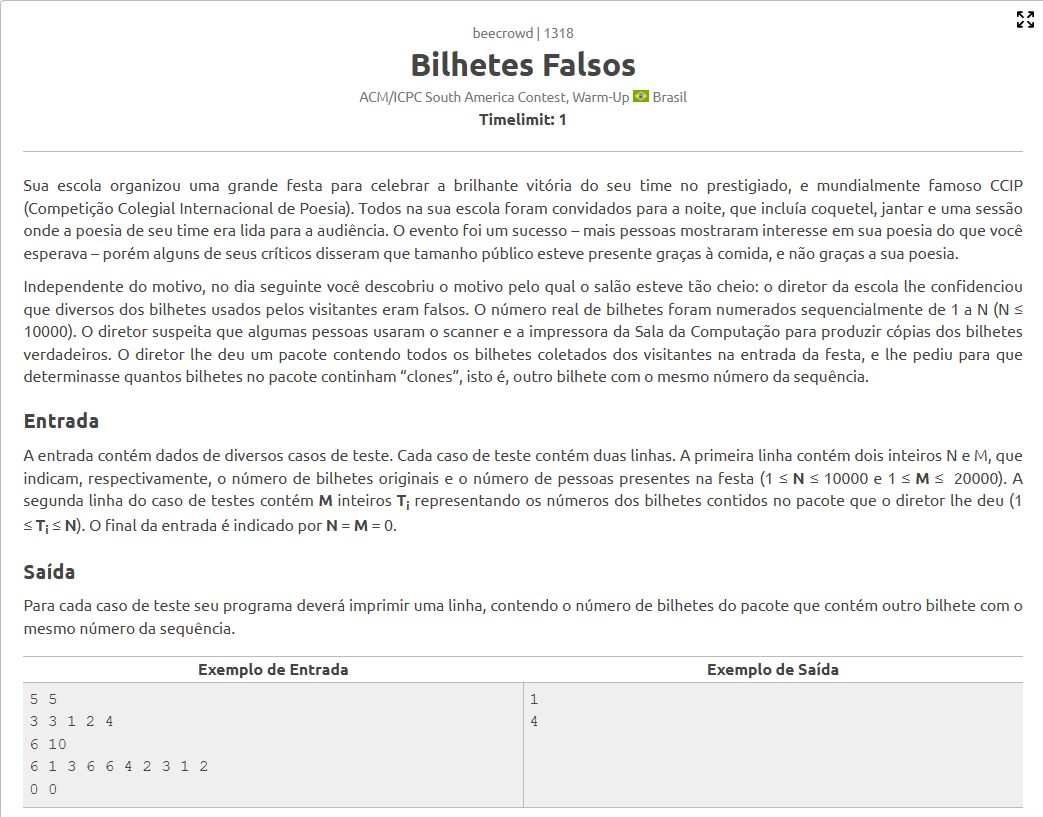 beecrowd | 1318
Bilhetes Falsos
ACM/ICPC South America Contest, Warm-Up Brasil
Timelimit: 1
Sua escola organizou uma grande festa para celebrar a brilhante vitória do seu time no prestigiado, e mundialmente famoso CCIP
(Competição Colegial Internacional de Poesia). Todos na sua escola foram convidados para a noite, que incluía coquetel, jantar e uma sessão
onde a poesia de seu time era lida para a audiência. O evento foi um sucesso – mais pessoas mostraram interesse em sua poesia do que você
esperava – porém alguns de seus críticos disseram que tamanho público esteve presente graças à comida, e não graças a sua poesia.
Independente do motivo, no dia seguinte você descobriu o motivo pelo qual o salão esteve tão cheio: o diretor da escola lhe confidenciou
que diversos dos bilhetes usados pelos visitantes eram falsos. O número real de bilhetes foram numerados sequencialmente de 1 a N (N ≤
10000). O diretor suspeita que algumas pessoas usaram o scanner e a impressora da Sala da Computação para produzir cópias dos bilhetes
verdadeiros. O diretor lhe deu um pacote contendo todos os bilhetes coletados dos visitantes na entrada da festa, e lhe pediu para que
determinasse quantos bilhetes no pacote continham “clones”, isto é, outro bilhete com o mesmo número da sequência.
Entrada
A entrada contém dados de diversos casos de teste. Cada caso de teste contém duas linhas. A primeira linha contém dois inteiros N e M, que
indicam, respectivamente, o número de bilhetes originais e o número de pessoas presentes na festa (1 ≤ N ≤ 10000 e 1 ≤ M ≤ 20000). A
segunda linha do caso de testes contém M inteiros Ti representando os números dos bilhetes contidos no pacote que o diretor lhe deu (1
≤ Ti ≤ N). O final da entrada é indicado por N = M = 0.
Saída
Para cada caso de teste seu programa deverá imprimir uma linha, contendo o número de bilhetes do pacote que contém outro bilhete com o
mesmo número da sequência.
Exemplo de Entrada Exemplo de Saída
5 5 1
3 3 1 2 4 4
6 10
6 1 3 6 6 4 2 3 1 2
0 0